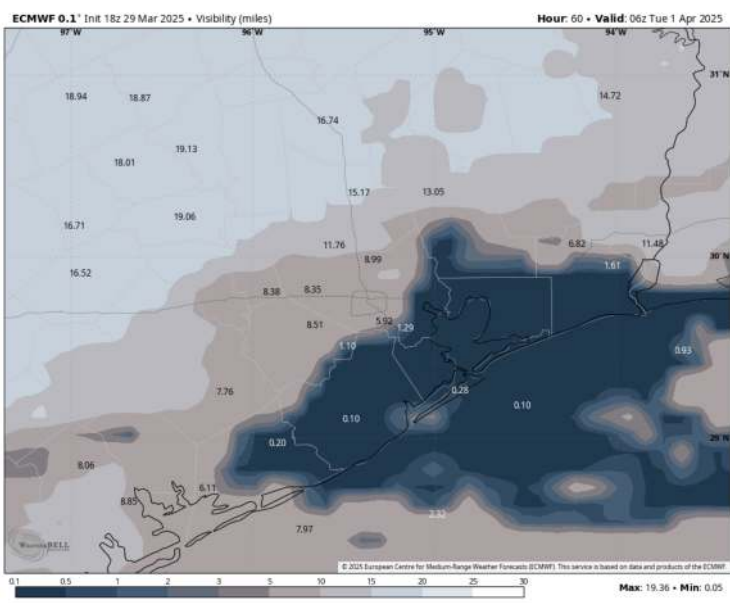 ECMWF 0.1° Init 18z 29 Mar 2025 • Visibility (miles)
Hour: 60 • Valid: 06z Tue 1 Apr 2025
97°W 96°W 95°W 94°W
31°N
18.94 18.87 14.72
16.74
19.13
18.01
15.17 13.05
19.06
16.71
11.76 6.82 11.48
8.99 30°N
1.61
16.52
8.38 8.35
5.92
8.51 1.29
1.10 0.93
7.76 0.28
0.10 0.10
0.20 29°N
8.06
6.11
8.85
2.32
7.97
WeatherBELL
© 2025 European Centre for Medium-Range Weather Forecasts (ECMWF). This service is based on data and products of the ECMWF.
0.1 0.5 1 2 3 5 10 15 20 25 30
Max: 19.36 • Min: 0.05